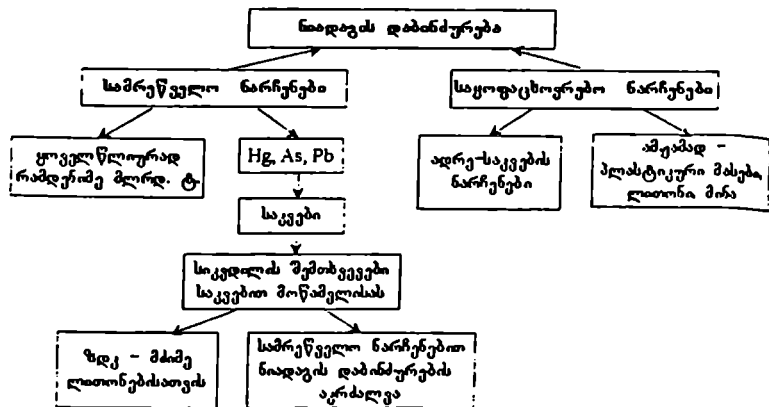 ნიადაგის დაბინძურება
სამრეწველო ნარჩენები
საყოფაცხოვრებო ნარჩენები
ყოველწლიურად
რამდენიმე მლრდ. ტ.
Hg, As, Pb
ადრე-საკვების
ნარჩენები
ამჟამად -
პლასტიკური მასები,
ლითონი, მინა
საკვები
სიკვდილის შემთხვევები
საკვებით მოწამვლისას
ზდკ - მძიმე
ლითონებისათვის
სამრეწველო ნარჩენებით
ნიადაგის დაბინძურების
აკრძალვა